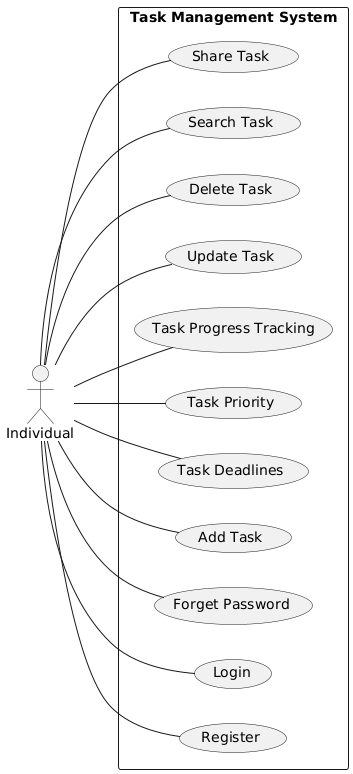 Task Management System
Share Task
Search Task
Delete Task
Update Task
Task Progress Tracking
Task Priority
Individual
Task Deadlines
Add Task
Forget Password
Login
Register